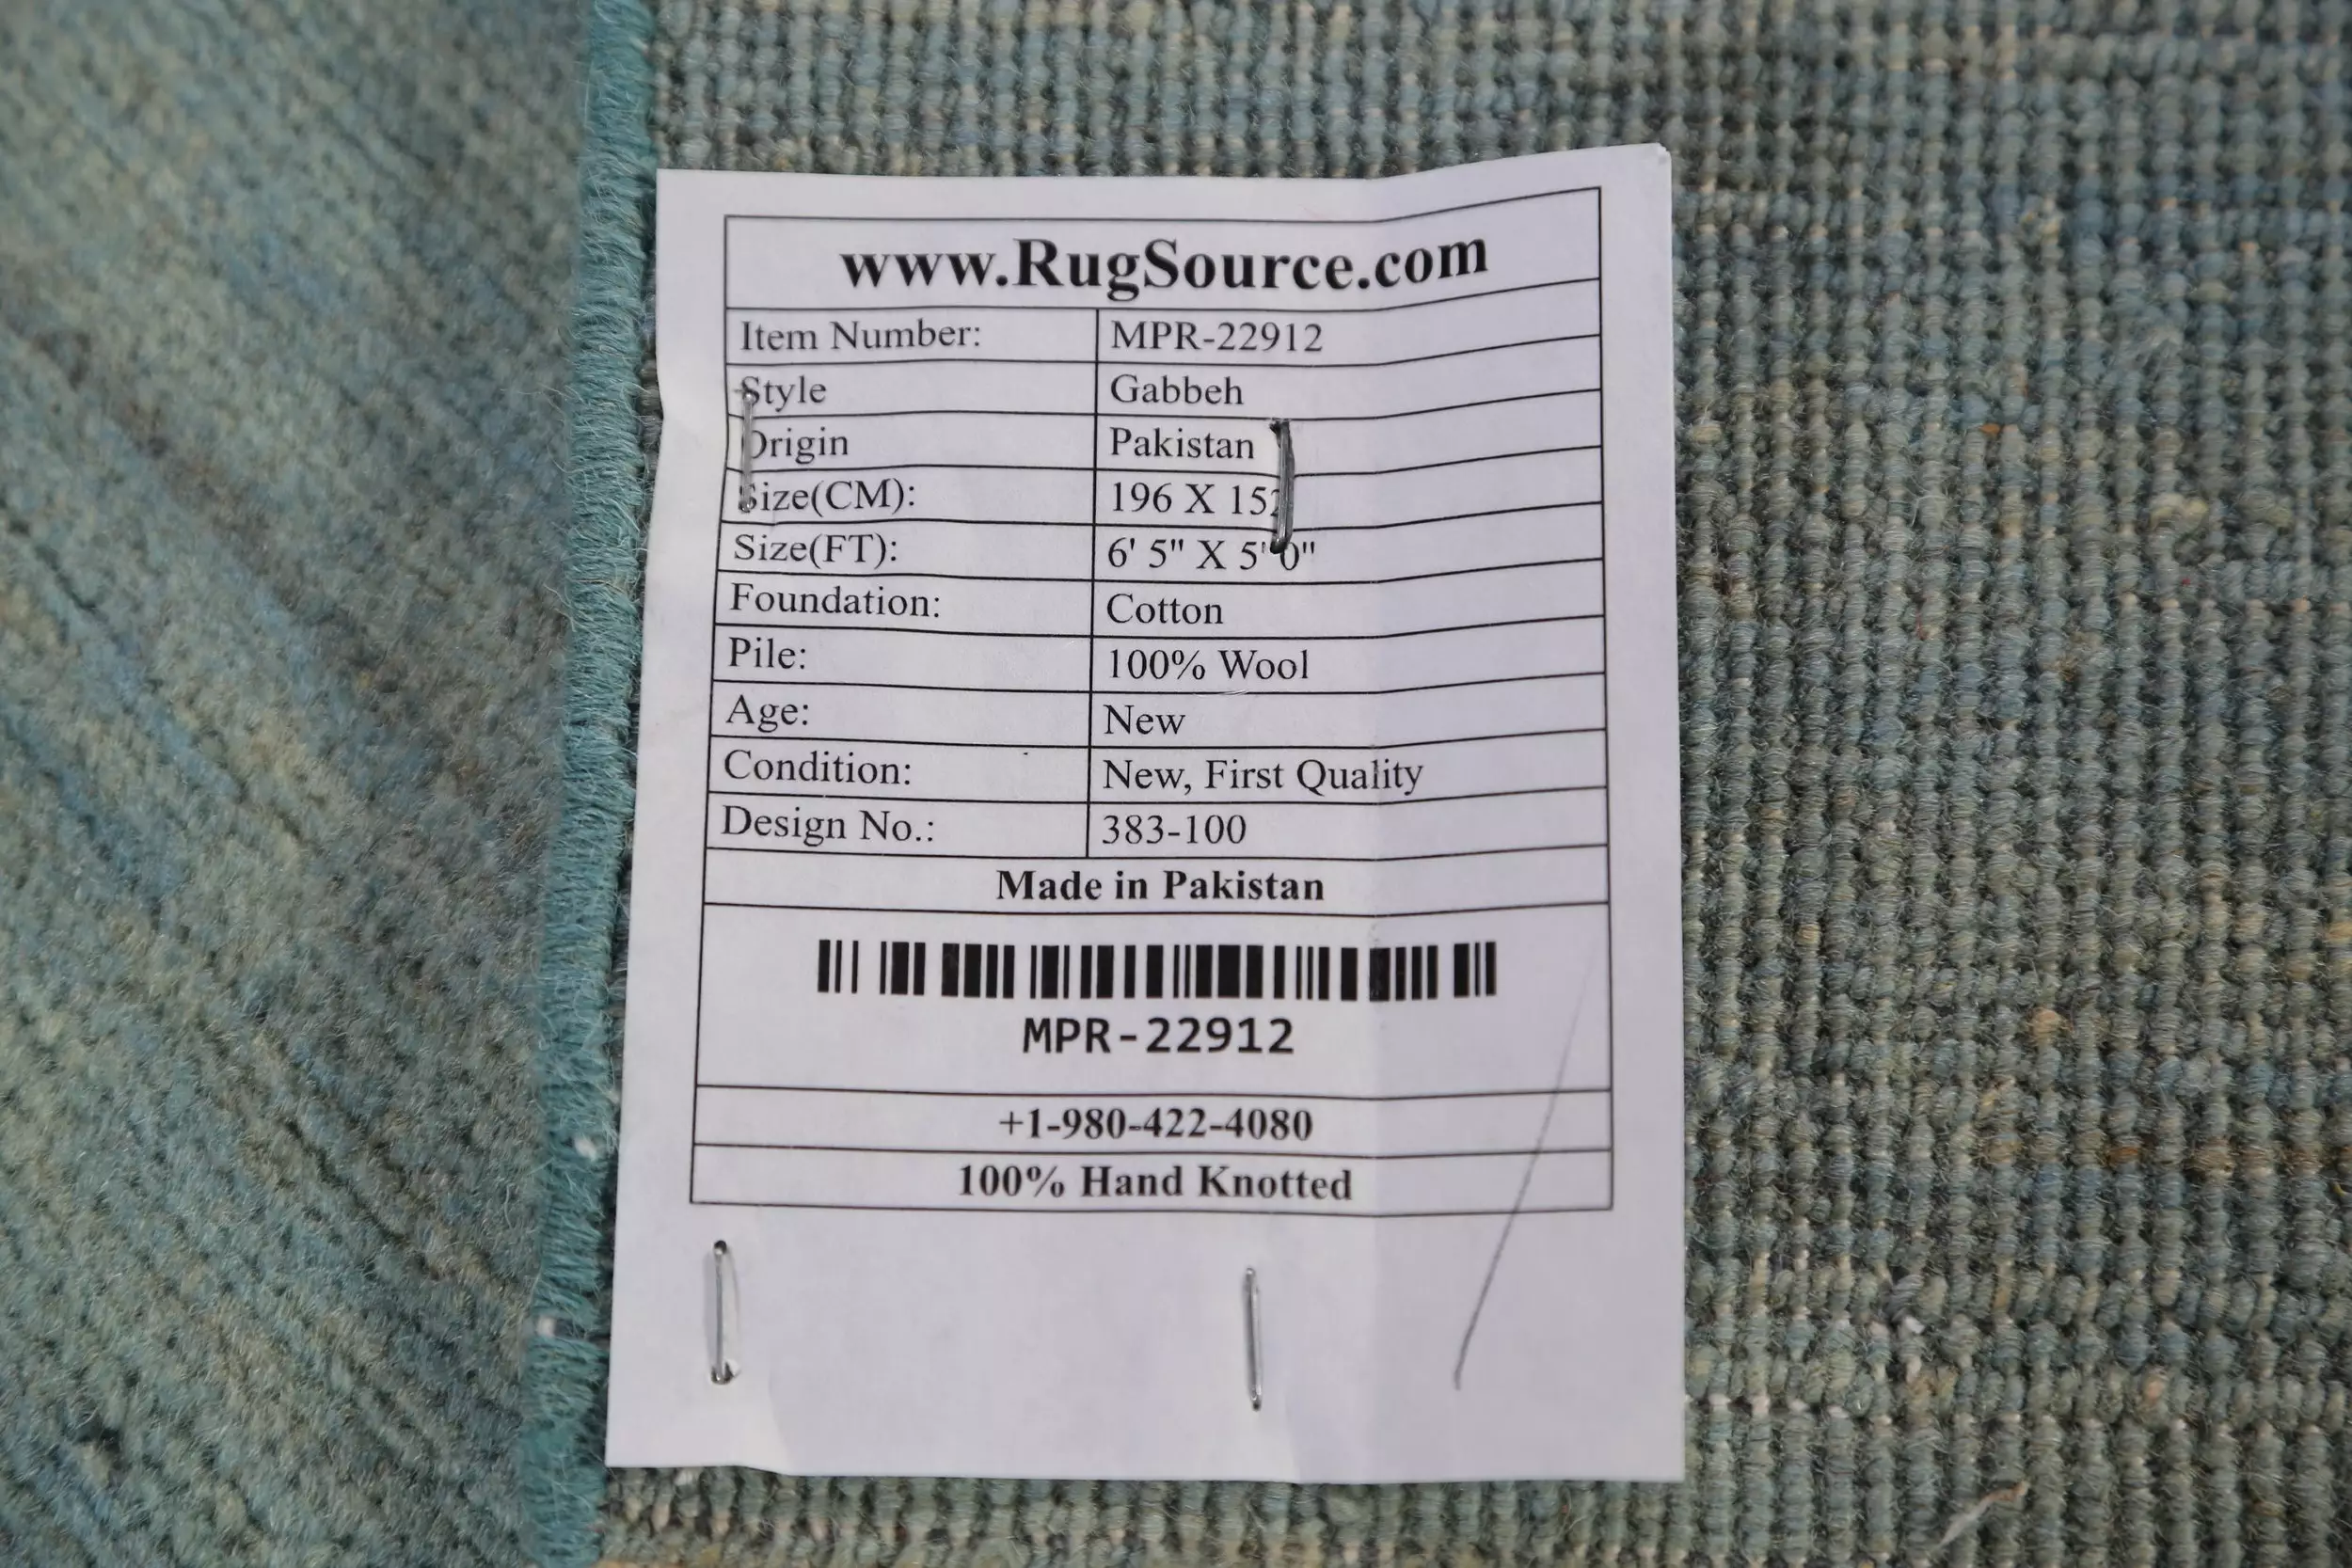 www.RugSource.com
Item Number: MPR-22912
Style Gabbeh
Origin Pakistan
Size(CM): 196 X 152
Size(FT): 6' 5" X 5' 0"
Foundation: Cotton
Pile: 100% Wool
Age: New
Condition: New, First Quality
Design No.: 383-100
Made in Pakistan
MPR-22912
+1-980-422-4080
100% Hand Knotted